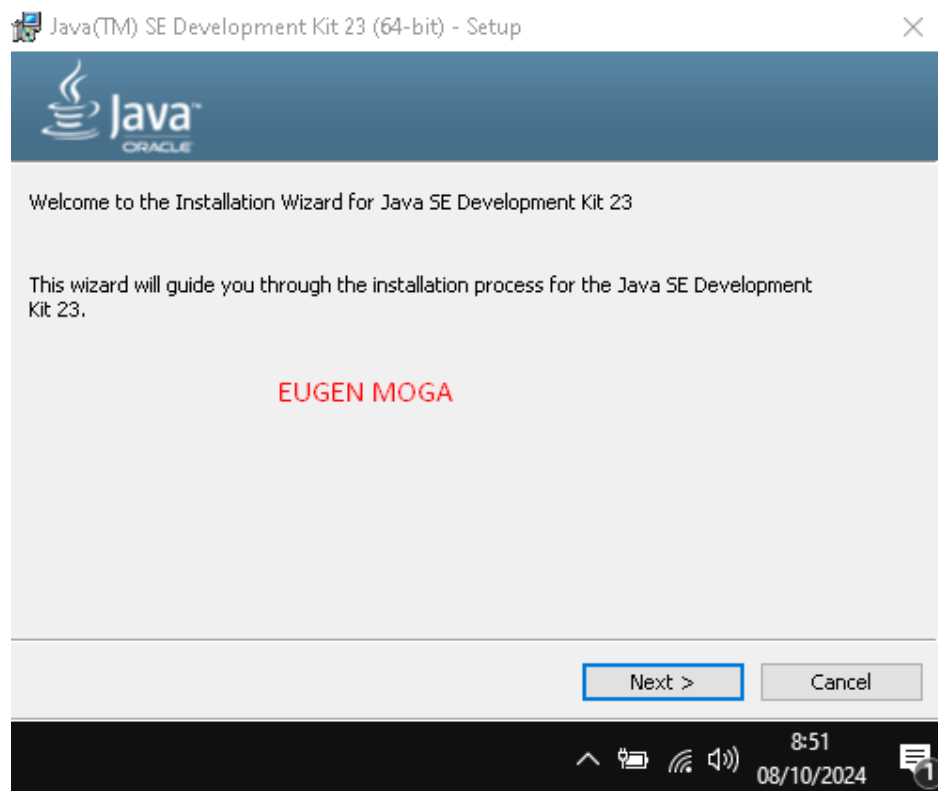 Java(TM) SE Development Kit 23 (64-bit) - Setup
Java™
ORACLE
Welcome to the Installation Wizard for Java SE Development Kit 23
This wizard will guide you through the installation process for the Java SE Development
Kit 23.
EUGEN MOGA
Next >
Cancel
8:51
08/10/2024
1